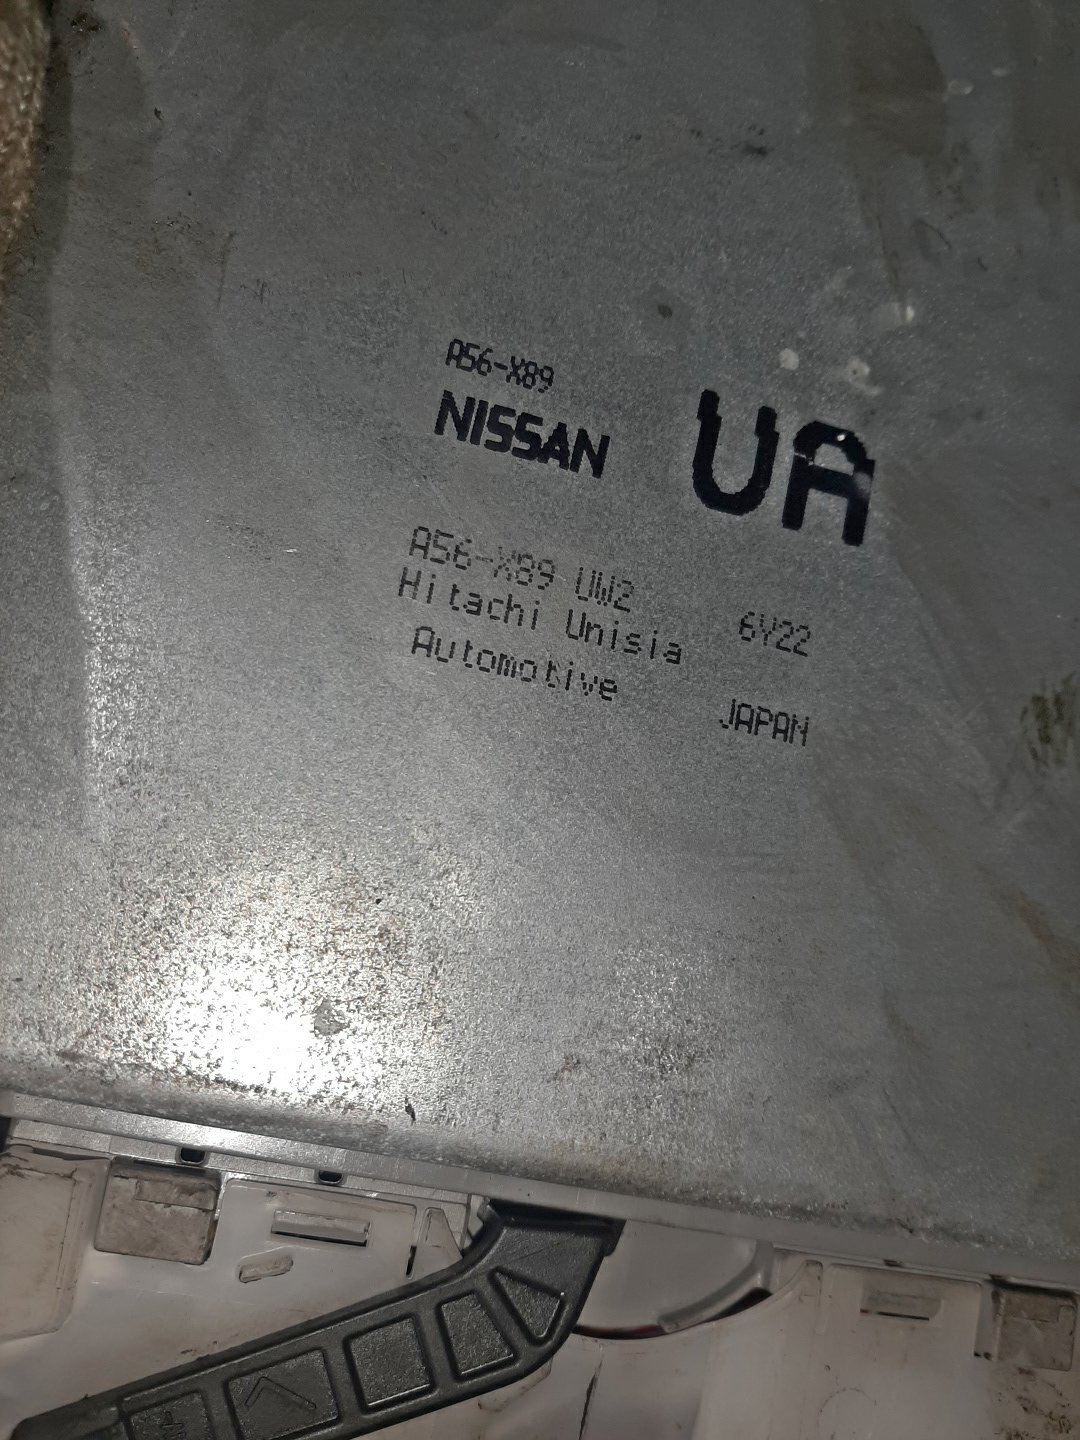 A56-X89
NISSAN
UA
A56-X89 UW2 6Y22
Hitachi Unisia
Automotive JAPAN